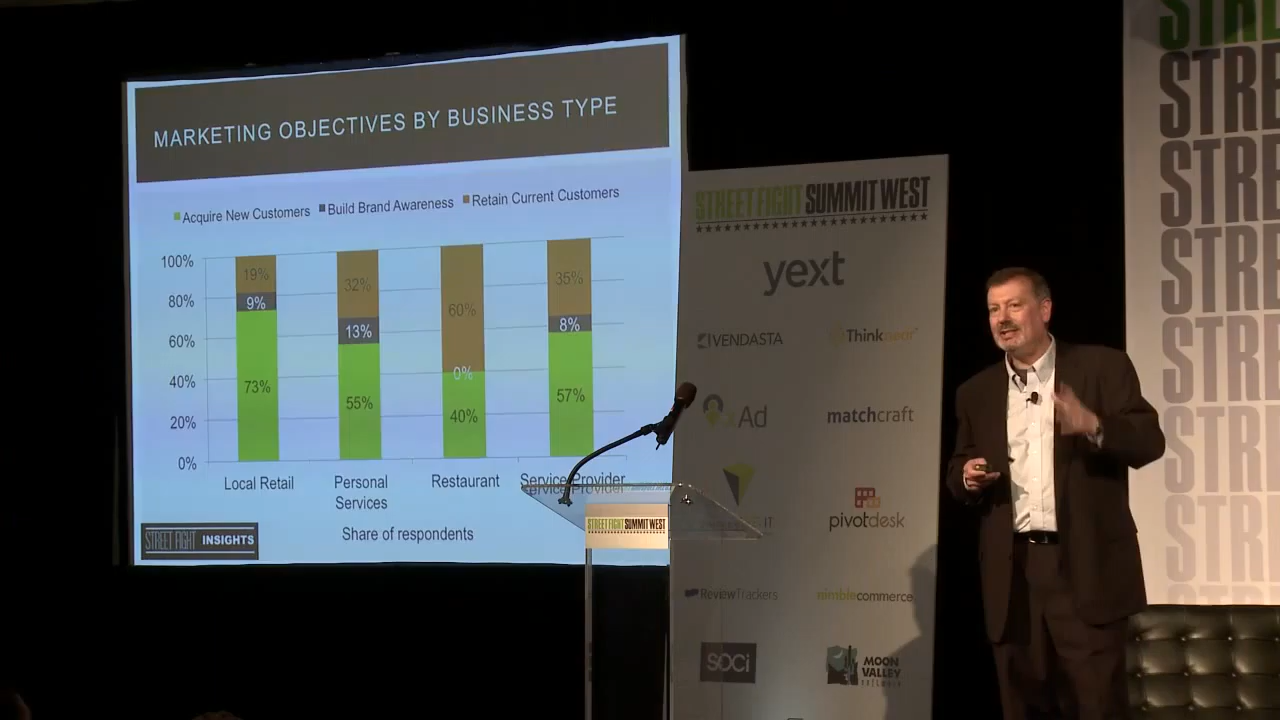 MARKETING OBJECTIVES BY BUSINESS TYPE
Acquire New Customers
Build Brand Awareness
Retain Current Customers
100%
80%
60%
40%
20%
0%
19%
9%
73%
32%
13%
55%
60%
0%
40%
35%
8%
57%
Local Retail
Personal
Services
Restaurant
Service Provider
Share of respondents
STREET FIGHT INSIGHTS
STREET FIGHT SUMMIT WEST
STREET FIGHT SUMMIT WEST
yext
VENDASTA
Thinknear
Ad
matchcraft
pivotdesk
ReviewTrackers
nimblecommerce
SOCi
MOON
VALLEY
STRE
STRE
STRE
STRE
STRE
STRE
STRE